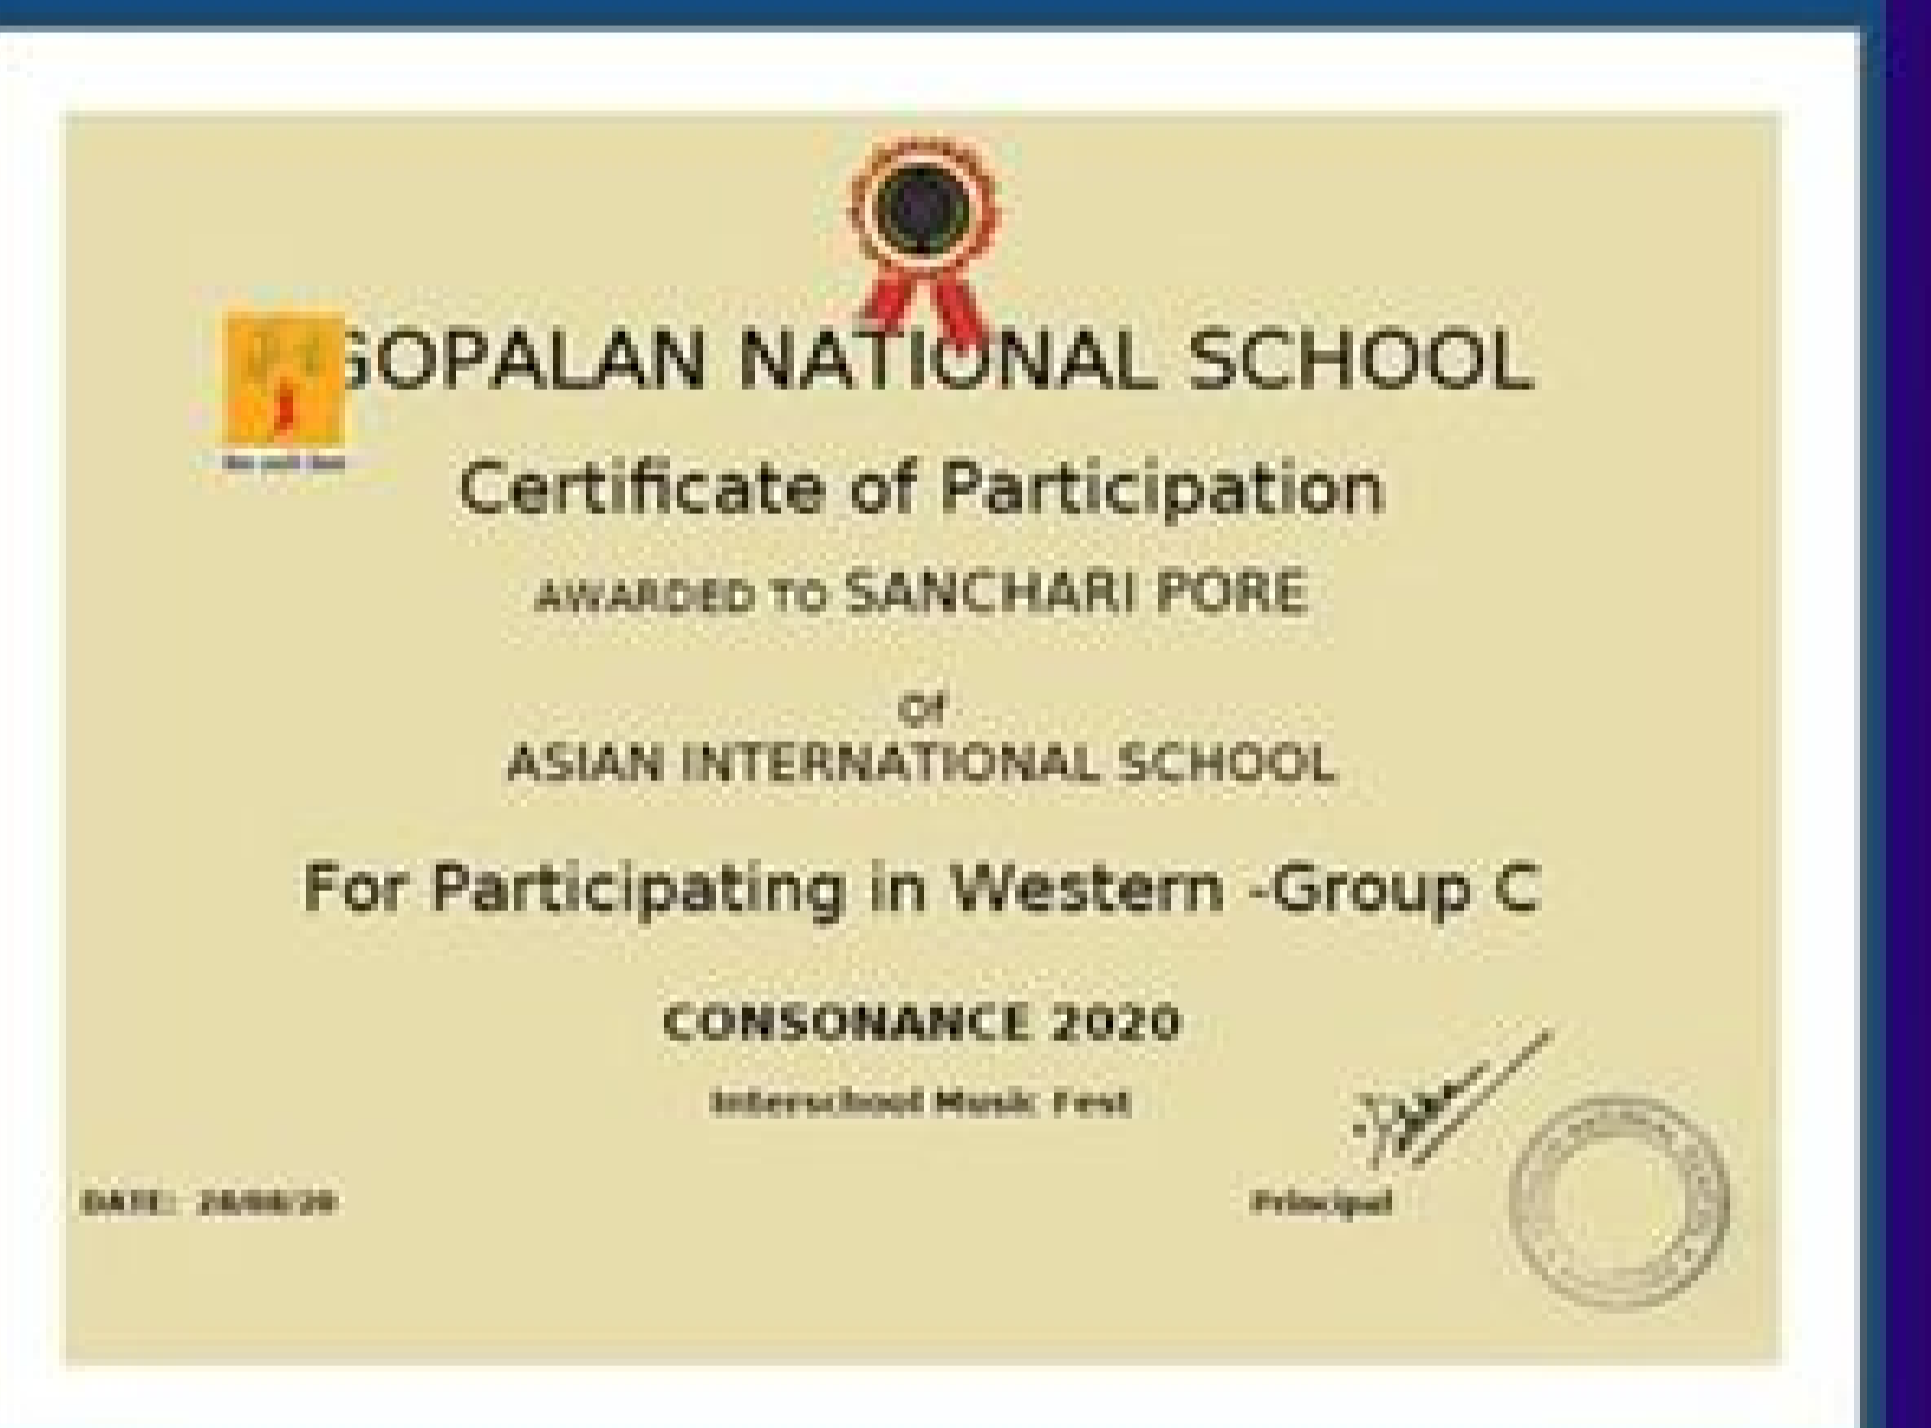 GOPALAN NATIONAL SCHOOL
Certificate of Participation
AWARDED TO SANCHARI PORE
Of
ASIAN INTERNATIONAL SCHOOL
For Participating in Western -Group C
CONSONANCE 2020
Interschool Music Fest
DATE:
Principal